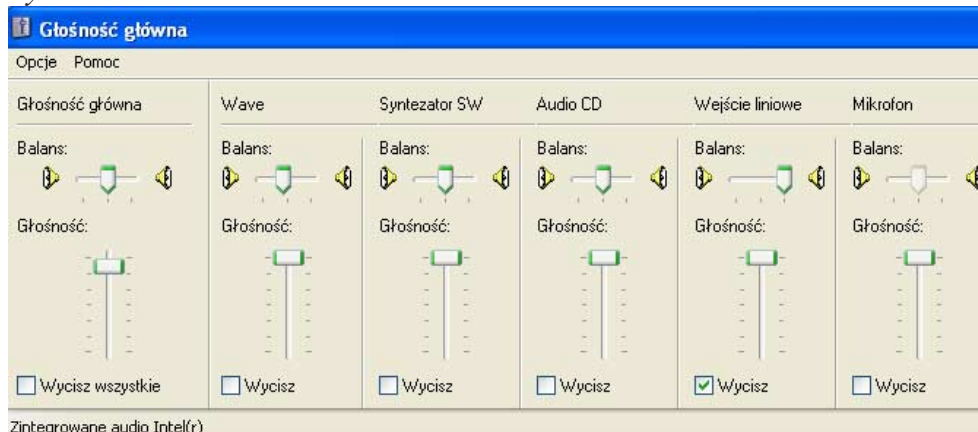 Głośność główna
Opcje Pomoc
Głośność główna Wave Syntezator SW Audio CD Wejście liniowe Mikrofon
Balans: Balans: Balans: Balans: Balans: Balans:
Głośność: Głośność: Głośność: Głośność: Głośność: Głośność:
Wycisz wszystkie Wycisz Wycisz Wycisz Wycisz Wycisz
Zintegrowane audio Intel(r)